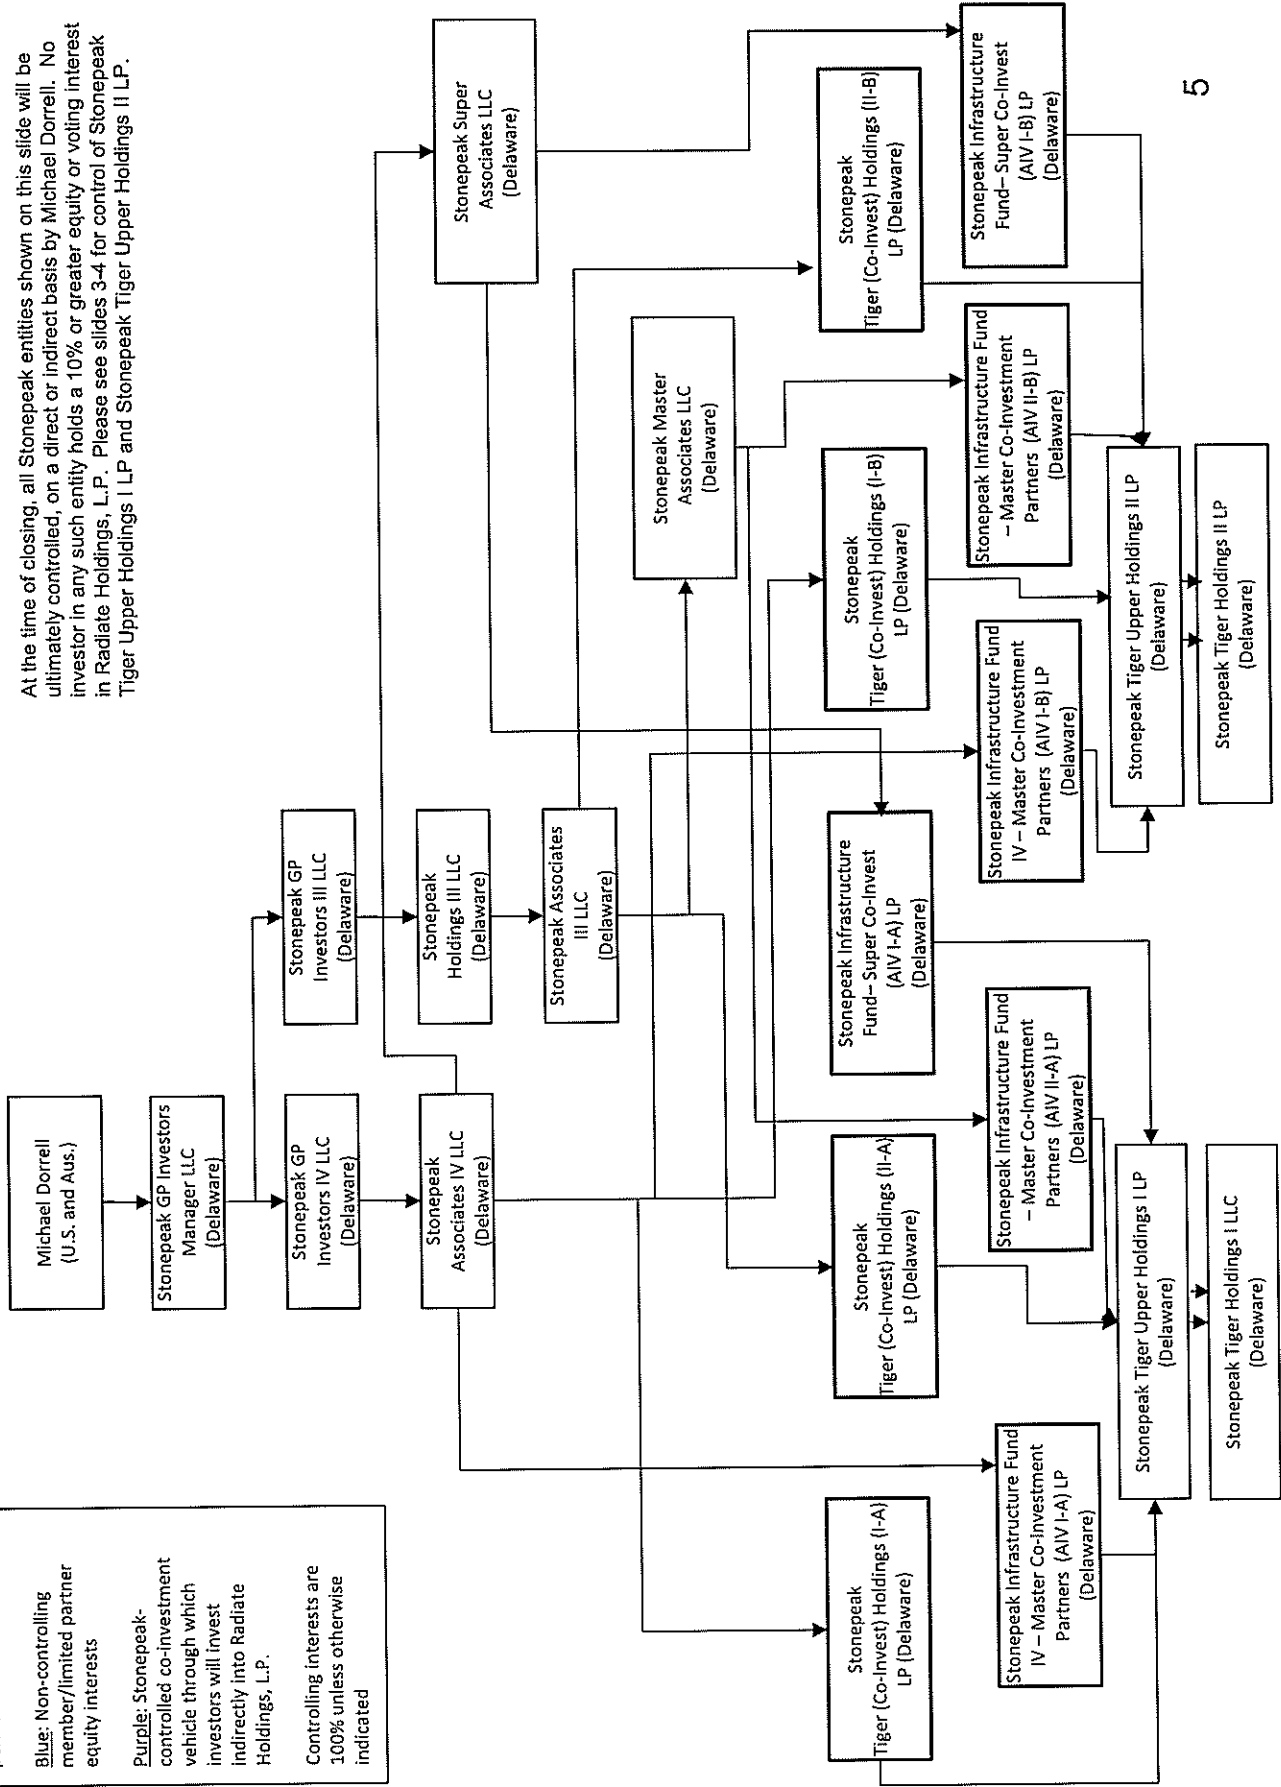 Blue: Non-controlling
member/limited partner
equity interests
Purple: Stonepeak-
controlled co-investment
vehicle through which
investors will invest
indirectly into Radiate
Holdings, L.P.
Controlling interests are
100% unless otherwise
indicated
At the time of closing, all Stonepeak entities shown on this slide will be
ultimately controlled, on a direct or indirect basis by Michael Dorrell. No
investor in any such entity holds a 10% or greater equity or voting interest
in Radiate Holdings, L.P. Please see slides 3-4 for control of Stonepeak
Tiger Upper Holdings I LP and Stonepeak Tiger Upper Holdings II LP.
Michael Dorrell
(U.S. and Aus.)
Stonepeak GP Investors
Manager LLC
(Delaware)
Stonepeak GP
Investors IV LLC
(Delaware)
Stonepeak GP
Investors III LLC
(Delaware)
Stonepeak
Associates IV LLC
(Delaware)
Stonepeak
Holdings III LLC
(Delaware)
Stonepeak Super
Associates LLC
(Delaware)
Stonepeak Associates
III LLC
(Delaware)
Stonepeak Master
Associates LLC
(Delaware)
Stonepeak
Tiger (Co-Invest) Holdings (I-A)
LP (Delaware)
Stonepeak
Tiger (Co-Invest) Holdings (II-A)
LP (Delaware)
Stonepeak Infrastructure
Fund– Super Co-Invest
(AIV I-A) LP
(Delaware)
Stonepeak
Tiger (Co-Invest) Holdings (I-B)
LP (Delaware)
Stonepeak
Tiger (Co-Invest) Holdings (II-B)
LP (Delaware)
Stonepeak Infrastructure Fund
IV – Master Co-Investment
Partners (AIV I-A) LP
(Delaware)
Stonepeak Infrastructure Fund
– Master Co-Investment
Partners (AIV II-A) LP
(Delaware)
Stonepeak Infrastructure Fund
IV – Master Co-Investment
Partners (AIV I-B) LP
(Delaware)
Stonepeak Infrastructure Fund
– Master Co-Investment
Partners (AIV II-B) LP
(Delaware)
Stonepeak Infrastructure
Fund– Super Co-Invest
(AIV I-B) LP
(Delaware)
Stonepeak Tiger Upper Holdings I LP
(Delaware)
Stonepeak Tiger Upper Holdings II LP
(Delaware)
Stonepeak Tiger Holdings I LLC
(Delaware)
Stonepeak Tiger Holdings II LP
(Delaware)
5